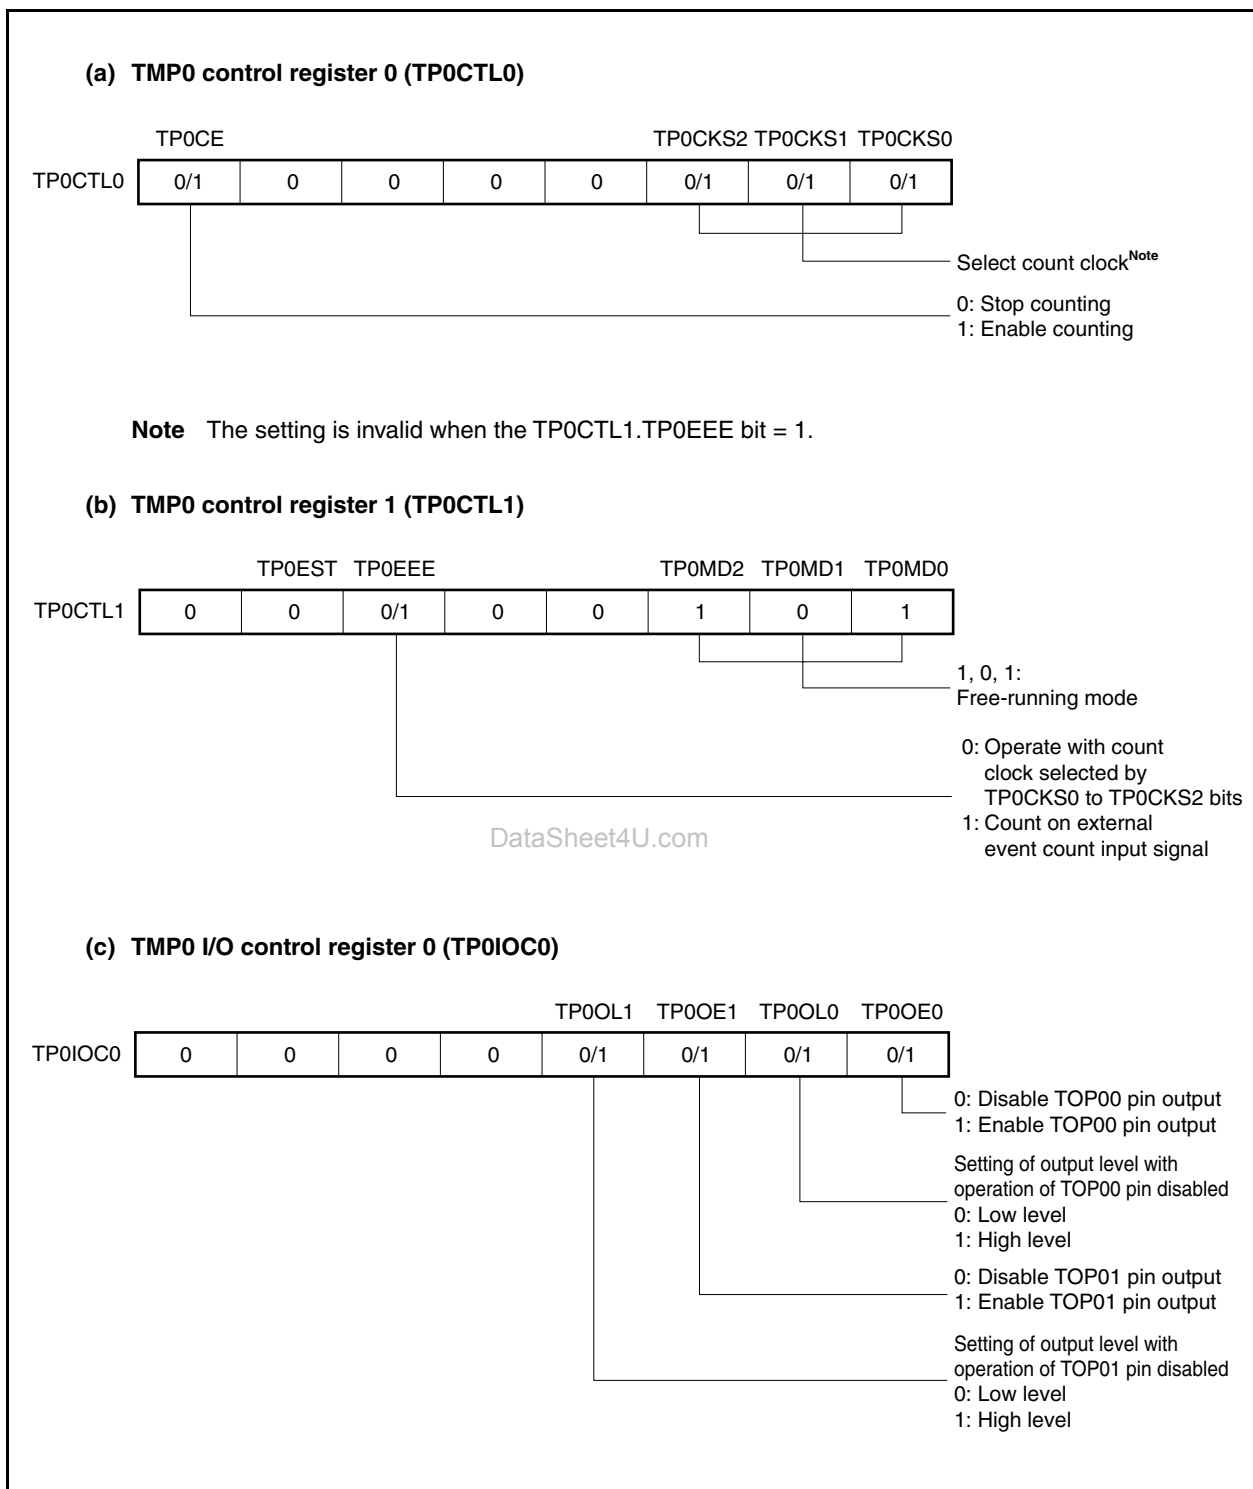 (a) TMP0 control register 0 (TP0CTL0)
TP0CE TP0CKS2 TP0CKS1 TP0CKS0
TP0CTL0 0/1 0 0 0 0 0/1 0/1 0/1
Select count clockNote
0: Stop counting
1: Enable counting
Note The setting is invalid when the TP0CTL1.TP0EEE bit = 1.
(b) TMP0 control register 1 (TP0CTL1)
TP0EST TP0EEE TP0MD2 TP0MD1 TP0MD0
TP0CTL1 0 0 0/1 0 0 1 0 1
1, 0, 1:
Free-running mode
0: Operate with count
clock selected by
TP0CKS0 to TP0CKS2 bits
1: Count on external
event count input signal
DataSheet4U.com
(c) TMP0 I/O control register 0 (TP0IOC0)
TP0OL1 TP0OE1 TP0OL0 TP0OE0
TP0IOC0 0 0 0 0 0/1 0/1 0/1 0/1
0: Disable TOP00 pin output
1: Enable TOP00 pin output
Setting of output level with
operation of TOP00 pin disabled
0: Low level
1: High level
0: Disable TOP01 pin output
1: Enable TOP01 pin output
Setting of output level with
operation of TOP01 pin disabled
0: Low level
1: High level